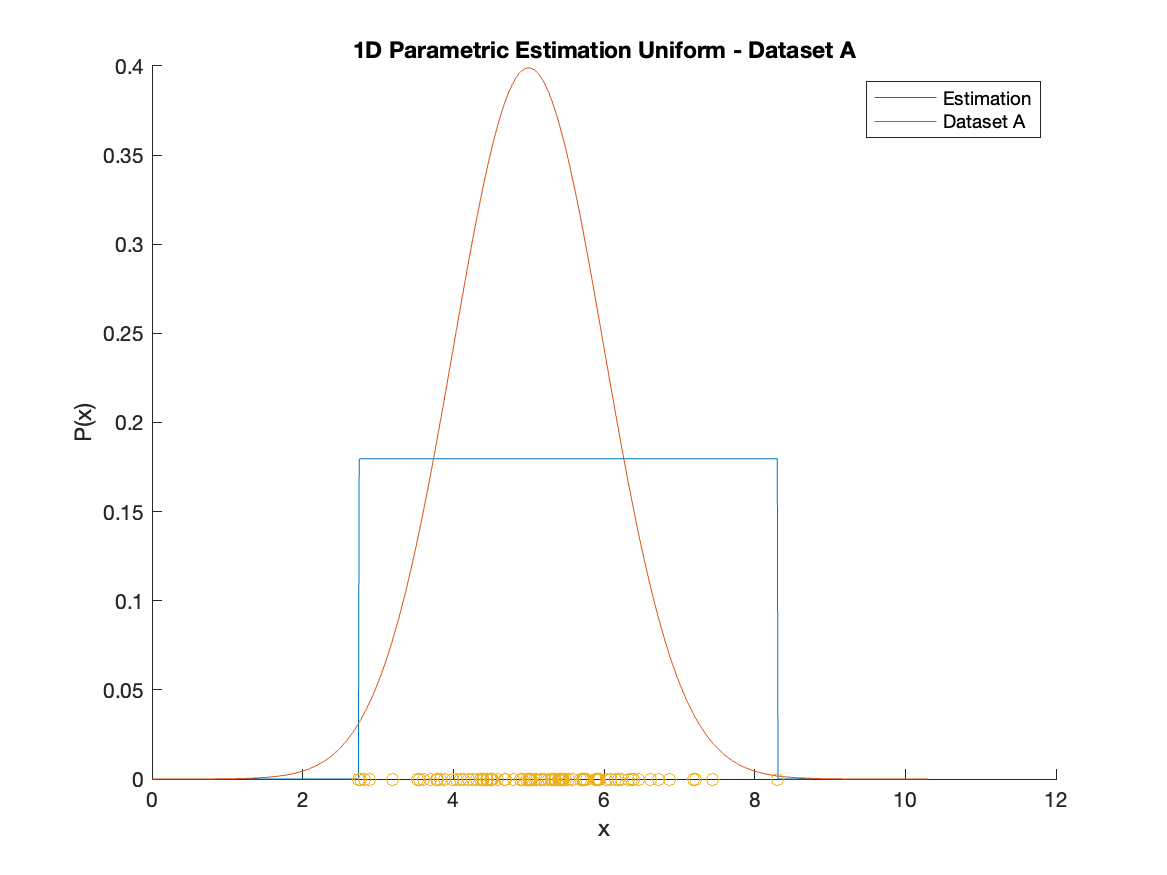 1D Parametric Estimation Uniform - Dataset A
Estimation
Dataset A
P(x)
0.4
0.35
0.3
0.25
0.2
0.15
0.1
0.05
0
0 2 4 6 8 10 12
x